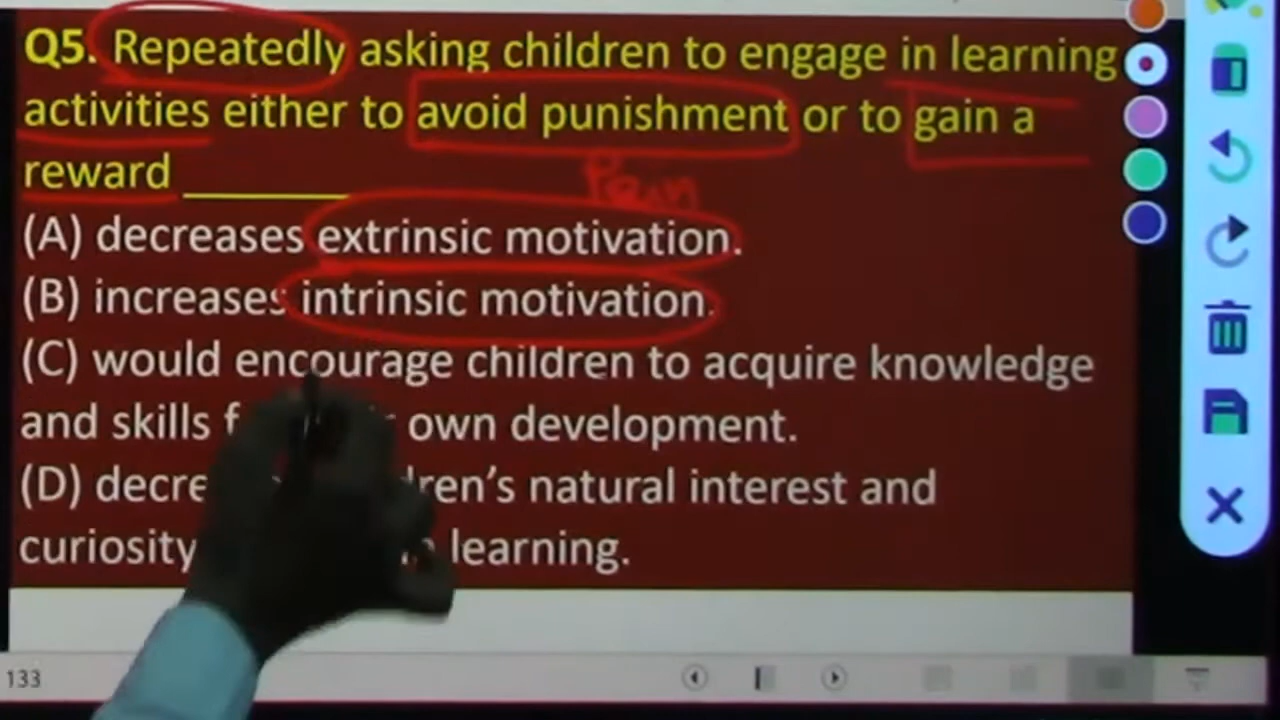 Q5. Repeatedly asking children to engage in learning
activities either to avoid punishment or to gain a
reward ________
Pain
(A) decreases extrinsic motivation.
(B) increases intrinsic motivation.
(C) would encourage children to acquire knowledge
and skills own development.
(D) natural interest and
curiosity learning.
133